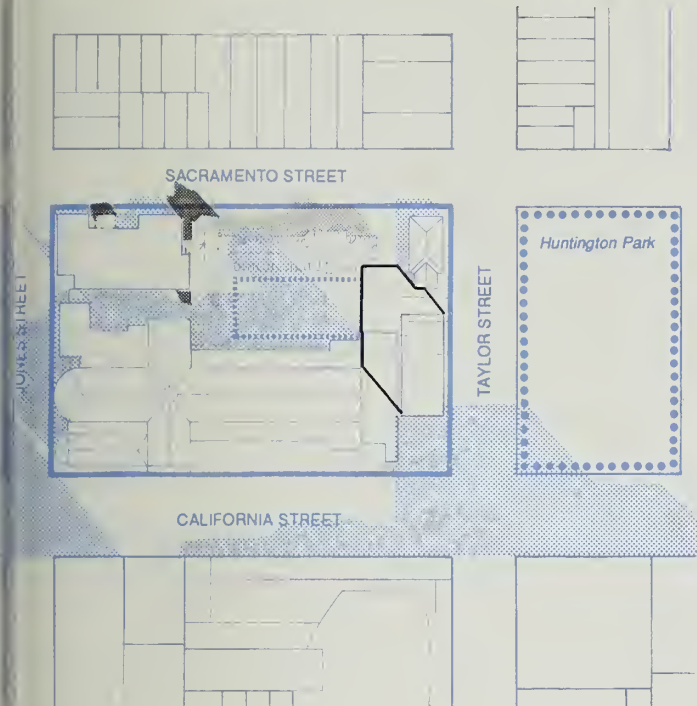 SACRAMENTO STREET
Huntington Park
JONES STREET
TAYLOR STREET
CALIFORNIA STREET